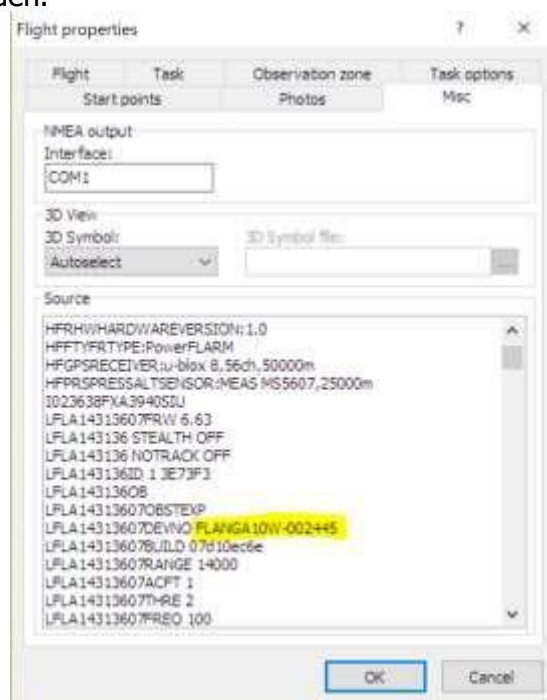 Flight properties ? ×
Flight Task Observation zone Task options
Start points Photos Misc
NMEA output
Interface:
COM1
3D View
3D Symbol: 3D Symbol file:
Autoselect ...
Source
HFRHWHARDWAREVERSION:1.0
HFFTYFRTYPE:PowerFLARM
HFGPSRECEIVER:u-blox 8,56ch,50000m
HFPRSPRESSALTSENSOR:MEAS MS5607,25000m
I023638FXA3940SIU
LFLA14313607FRW 6.63
LFLA143136 STEALTH OFF
LFLA143136 NOTRACK OFF
LFLA143136ID 1 3E73F3
LFLA143136OB
LFLA14313607OBSTEXP
LFLA14313607DEVNO FLANGA10W-002445
LFLA14313607BUILD 07d10ec6e
LFLA14313607RANGE 14000
LFLA14313607ACFT 1
LFLA14313607THRE 2
LFLA14313607FREQ 100
OK Cancel